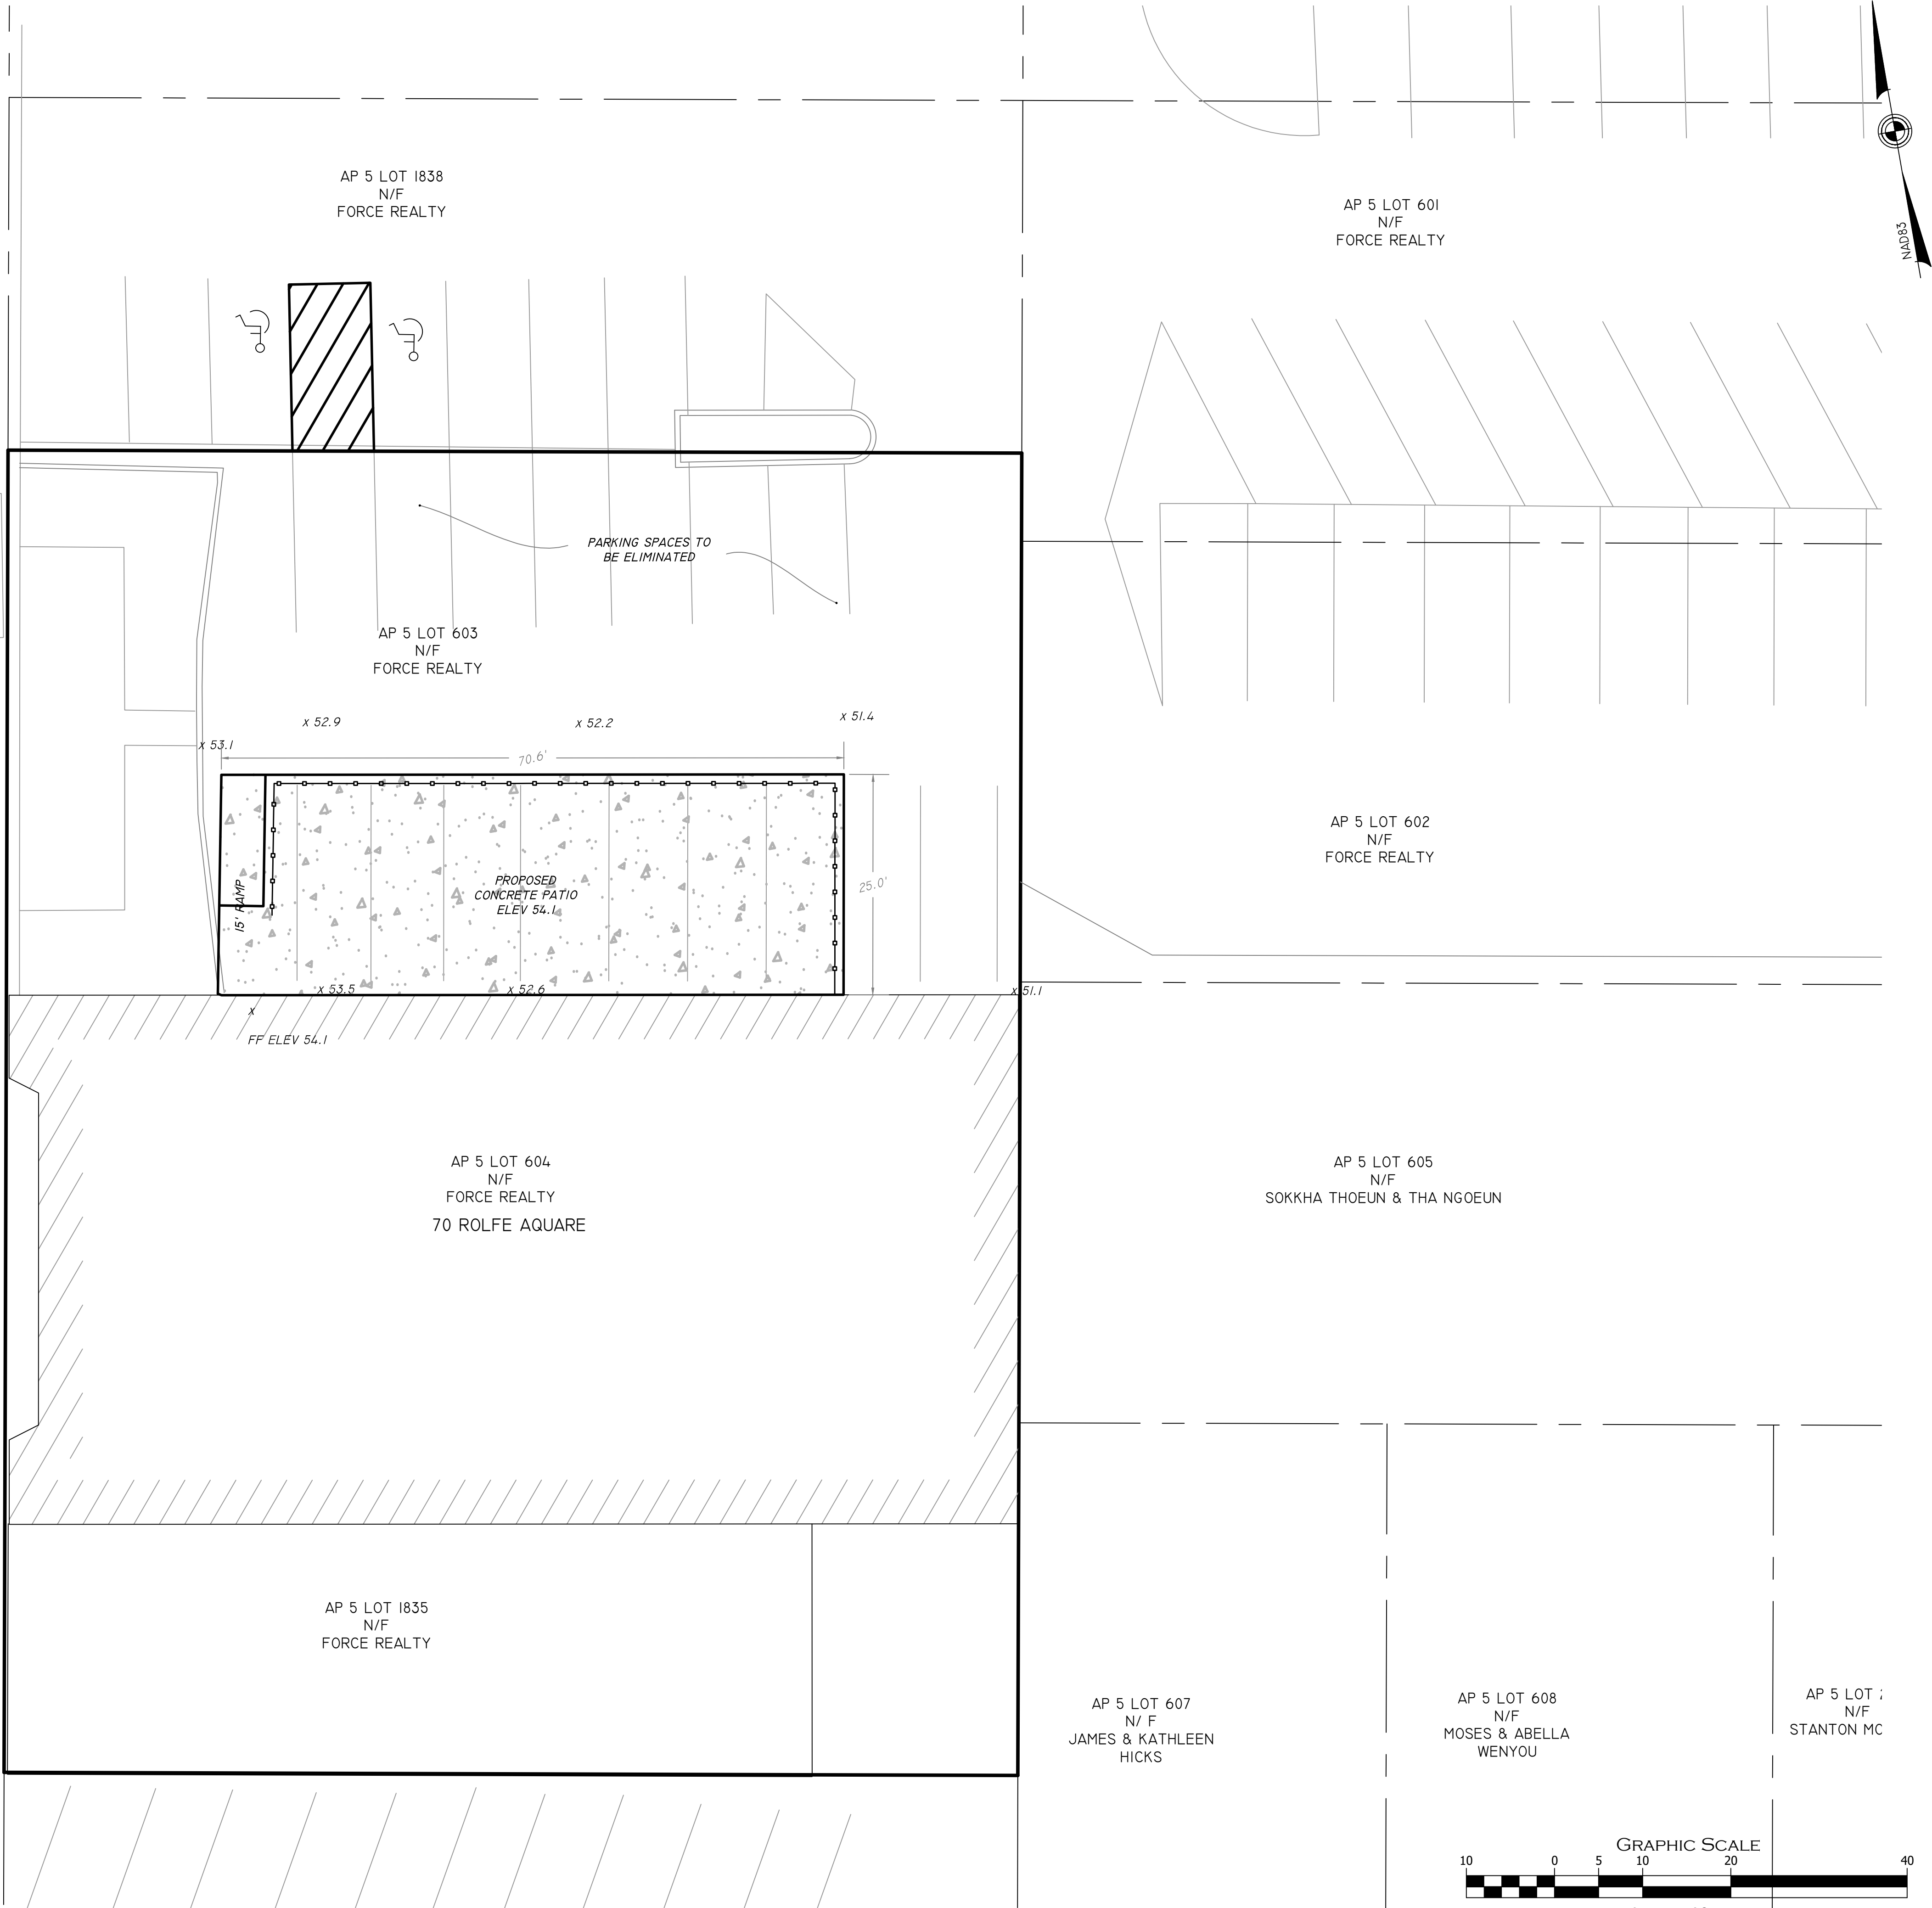 AP 5 LOT 1838
N/F
FORCE REALTY
AP 5 LOT 601
N/F
FORCE REALTY
NAD83
PARKING SPACES TO
BE ELIMINATED
AP 5 LOT 603
N/F
FORCE REALTY
X 52.9
X 52.2
X 51.4
X 53.1
70.6'
25.0'
15' RAMP
PROPOSED
CONCRETE PATIO
ELEV 54.1
AP 5 LOT 602
N/F
FORCE REALTY
X 53.5
X 52.6
X 51.1
X
FF ELEV 54.1
AP 5 LOT 604
N/F
FORCE REALTY
70 ROLFE AQUARE
AP 5 LOT 605
N/F
SOKKHA THOEUN & THA NGOEUN
AP 5 LOT 1835
N/F
FORCE REALTY
AP 5 LOT 607
N/ F
JAMES & KATHLEEN
HICKS
AP 5 LOT 608
N/F
MOSES & ABELLA
WENYOU
AP 5 LOT
N/F
STANTON
GRAPHIC SCALE
10 0 5 10 20 40